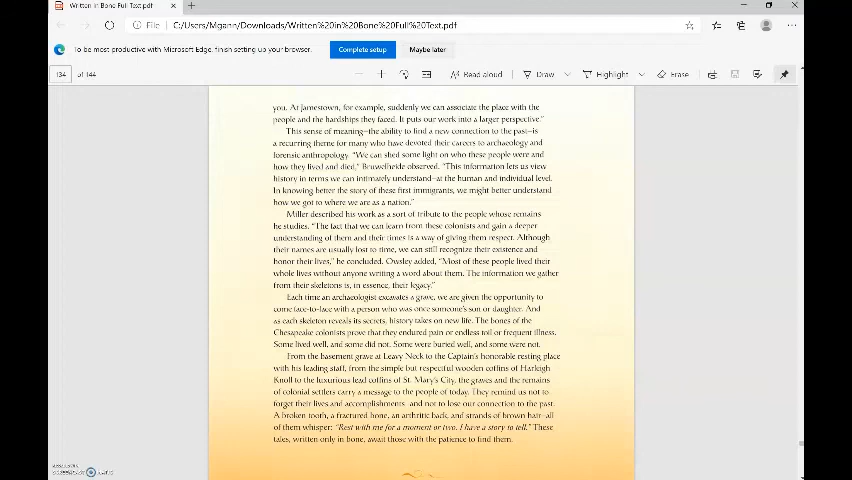 Written In Bone Full Text.pdf
File C:/Users/Mgann/Downloads/Written%20in%20Bone%20Full%20Text.pdf
To be most productive with Microsoft Edge, finish setting up your browser. Complete setup Maybe later
134 of 144 Read aloud Draw Highlight Erase
you. At Jamestown, for example, suddenly we can associate the place with the
people and the hardships they faced. It puts our work into a larger perspective."
This sense of meaning—the ability to find a new connection to the past—is
a recurring theme for many who have devoted their careers to archaeology and
forensic anthropology. "We can shed some light on who these people were and
how they lived and died," Bruwelheide observed. "This information lets us view
history in terms we can intimately understand—at the human and individual level.
In knowing better the story of these first immigrants, we might better understand
how we got to where we are as a nation."
Miller described his work as a sort of tribute to the people whose remains
he studies. "The fact that we can learn from these colonists and gain a deeper
understanding of them and their times is a way of giving them respect. Although
their names are usually lost to time, we can still recognize their existence and
honor their lives," he concluded. Owsley added, "Most of these people lived their
whole lives without anyone writing a word about them. The information we gather
from their skeletons is, in essence, their legacy."
Each time an archaeologist excavates a grave, we are given the opportunity to
come face-to-face with a person who was once someone's son or daughter. And
as each skeleton reveals its secrets, history takes on new life. The bones of the
Chesapeake colonists prove that they endured pain or endless toil or frequent illness.
Some lived well, and some did not. Some were buried well, and some were not.
From the basement grave at Leavy Neck to the Captain's honorable resting place
with his leading staff, from the simple but respectful wooden coffins of Harleigh
Knoll to the luxurious lead coffins of St. Mary's City, the graves and the remains
of colonial settlers carry a message to the people of today. They remind us not to
forget their lives and accomplishments and not to lose our connection to the past.
A broken tooth, a fractured bone, an arthritic back, and strands of brown hair—all
of them whisper: "Rest with me for a moment or two. I have a story to tell." These
tales, written only in bone, await those with the patience to find them.